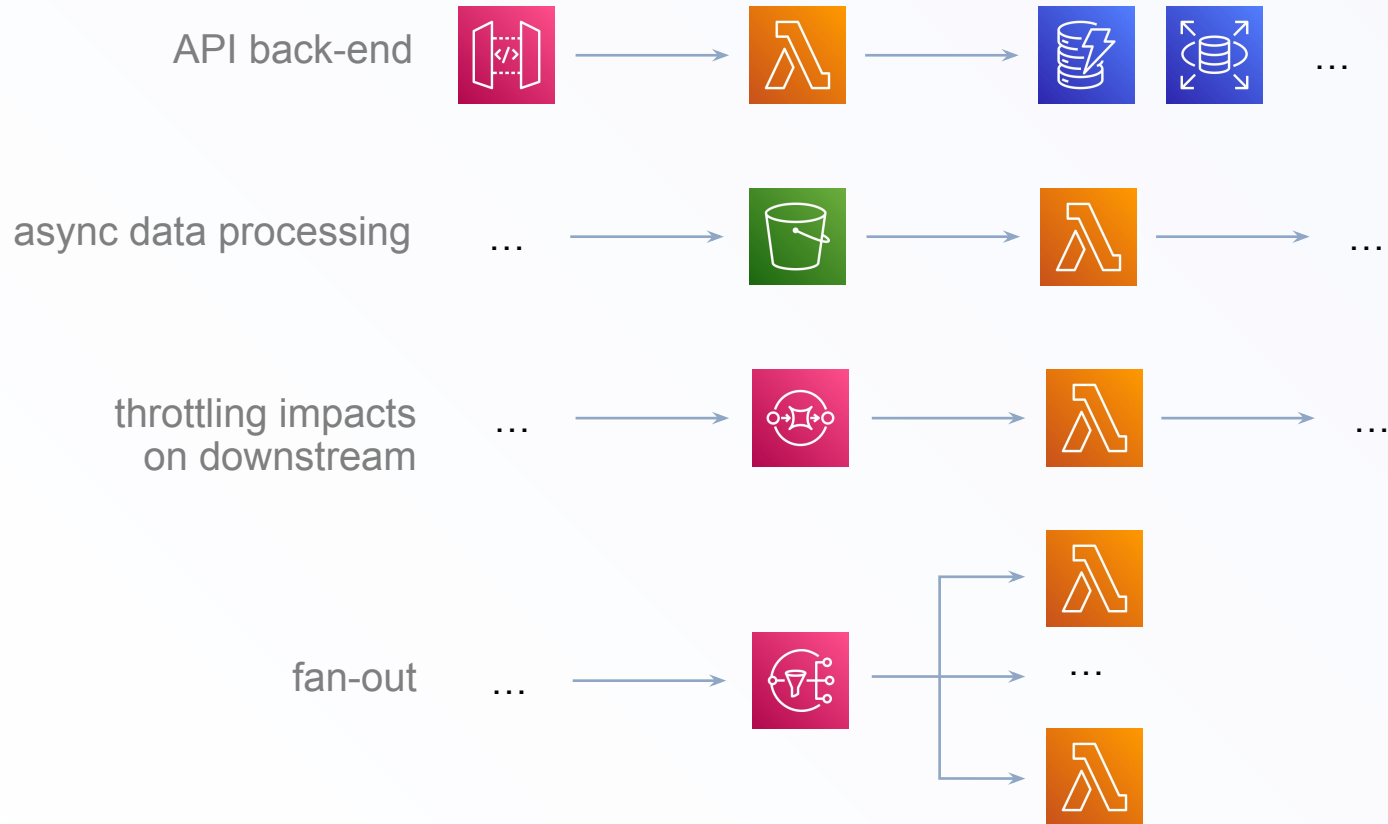 API back-end
...
async data processing
...
...
throttling impacts
on downstream
...
...
...
fan-out
...